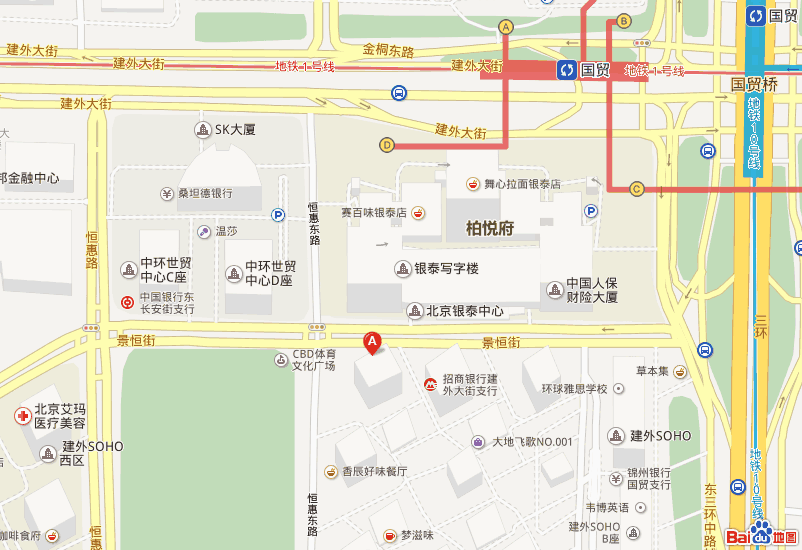 国贸
A
B
建外大街
金桐东路
建外大街
地铁1号线
建外大街
国贸
地铁1号线
国贸桥
建外大街
建外大街
地铁10号线
SK大厦
D
邦金融中心
桑坦德银行
舞心拉面银泰店
C
恒惠路
P
恒惠东路
赛百味银泰店
P
温莎
柏悦府
中环世贸
中心C座
中环世贸
中心D座
银泰写字楼
中国人保
财险大厦
中国银行东
长安街支行
北京银泰中心
三环
景恒街
A
景恒街
CBD体育
文化广场
招商银行建
外大街支行
环球雅思学校
草本集
北京艾玛
医疗美容
建外SOHO
西区
大地飞歌NO.001
建外SOHO
香辰好味餐厅
锦州银行
国贸支行
地铁10号线
恒惠东路
韦博英语
东三环中路
咖啡食府
梦滋味
建外SOHO
B座
Bai du 地图